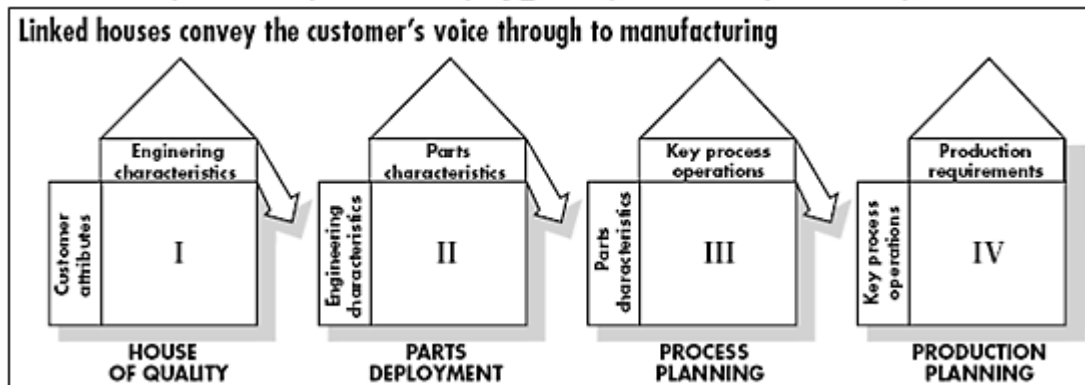 Linked houses convey the customer's voice through to manufacturing
Enginering
characteristics
Customer
attributes
I
HOUSE
OF QUALITY
Parts
characteristics
Engineering
characteristics
II
PARTS
DEPLOYMENT
Key process
operations
Parts
characteristics
III
PROCESS
PLANNING
Production
requirements
Key process
operations
IV
PRODUCTION
PLANNING